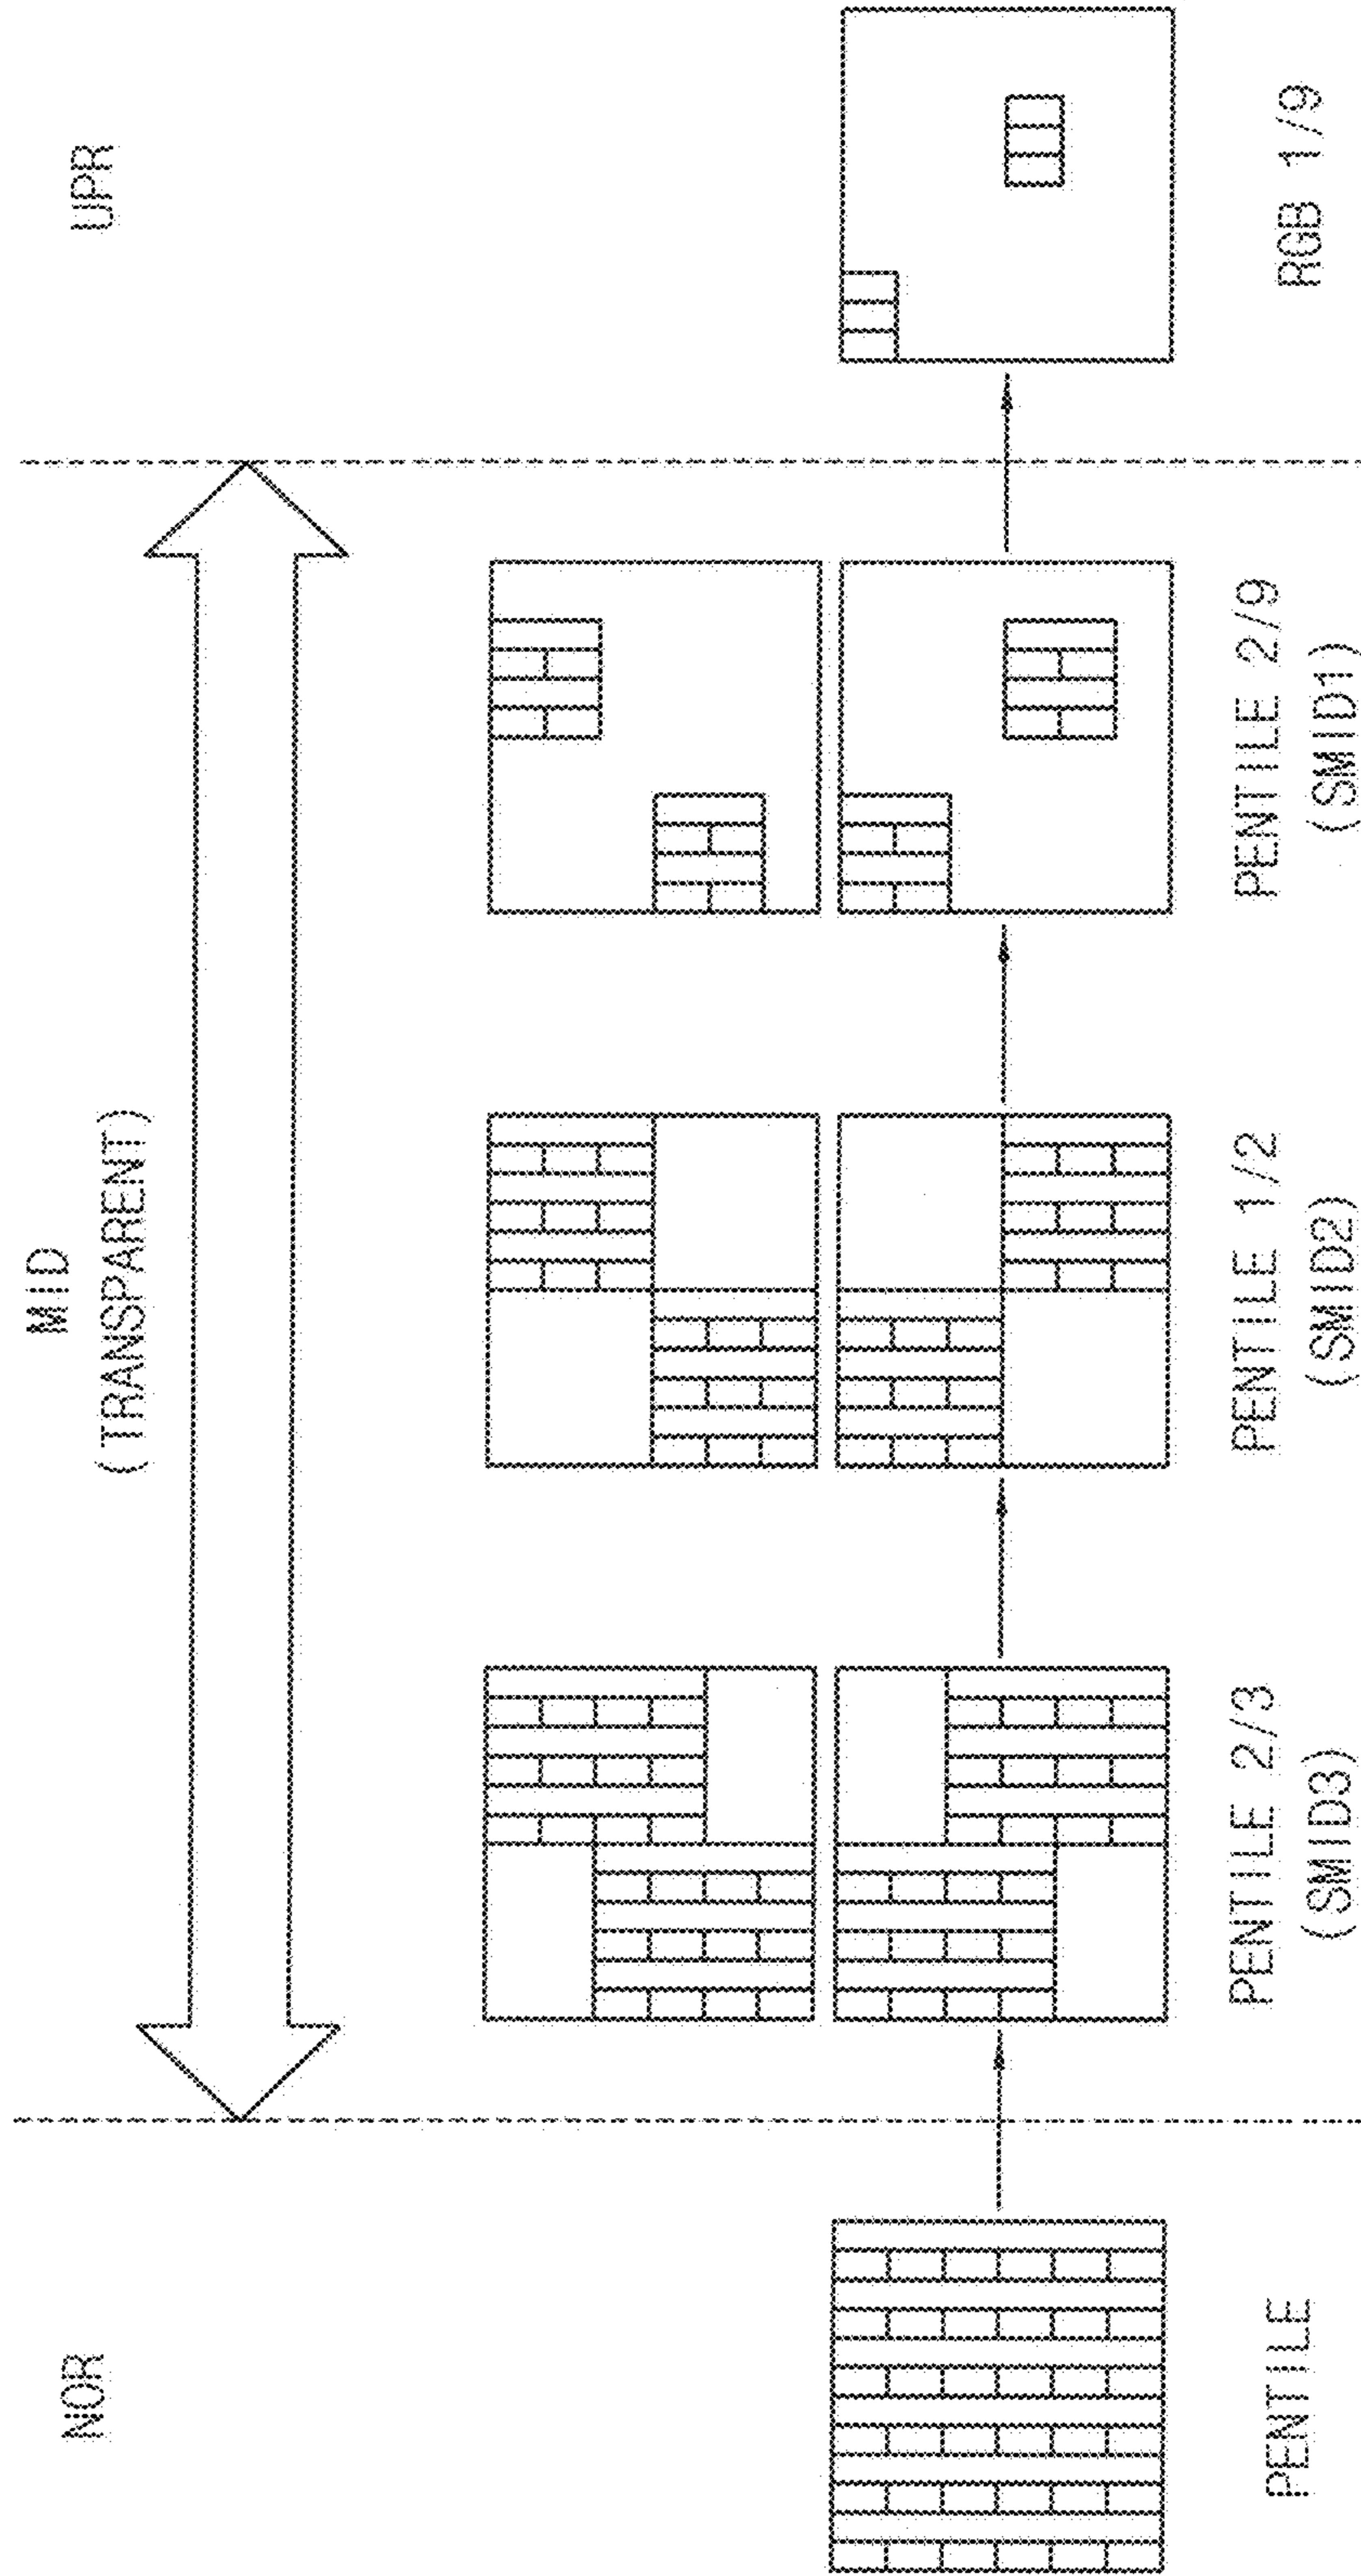 NOR
MID
(TRANSPARENT)
UPR
PENTILE
PENTILE 2/3
(SMID3)
PENTILE 1/2
(SMID2)
PENTILE 2/9
(SMID1)
RGB 1/9